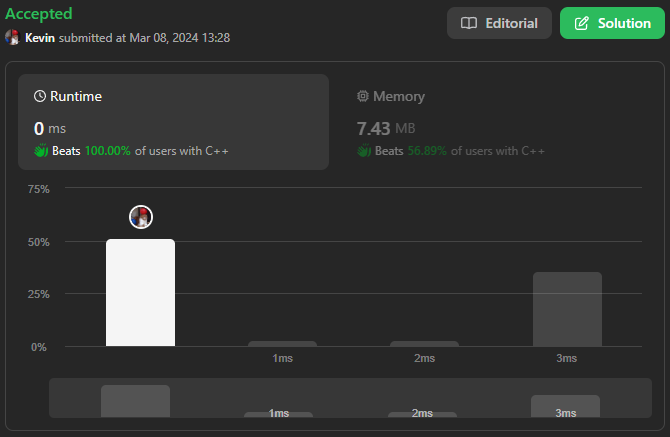 Accepted
Editorial
Solution
Kevin submitted at Mar 08, 2024 13:28
Runtime
0 ms
Beats 100.00% of users with C++
Memory
7.43 MB
Beats 56.89% of users with C++
75%
50%
25%
0%
1ms
2ms
3ms
1ms
2ms
3ms